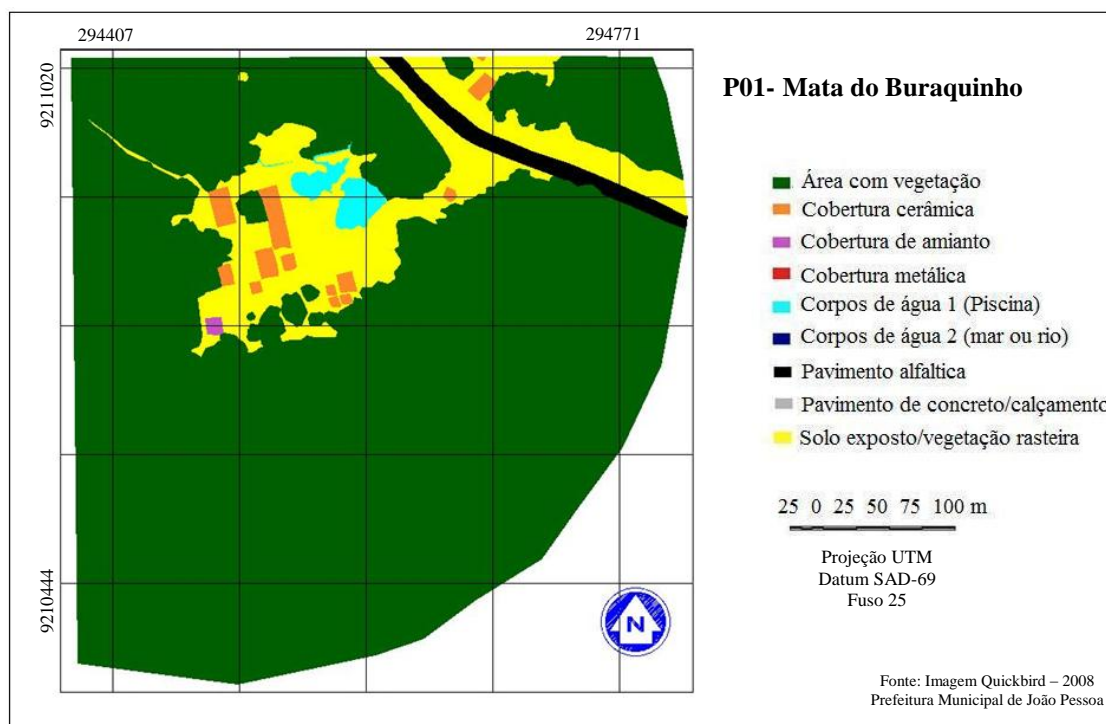 294407
294771
9211020
9210444
P01- Mata do Buraquinho
Área com vegetação
Cobertura cerâmica
Cobertura de amianto
Cobertura metálica
Corpos de água 1 (Piscina)
Corpos de água 2 (mar ou rio)
Pavimento alfaltica
Pavimento de concreto/calçamento
Solo exposto/vegetação rasteira
25 0 25 50 75 100 m
Projeção UTM
Datum SAD-69
Fuso 25
N
Fonte: Imagem Quickbird – 2008
Prefeitura Municipal de João Pessoa